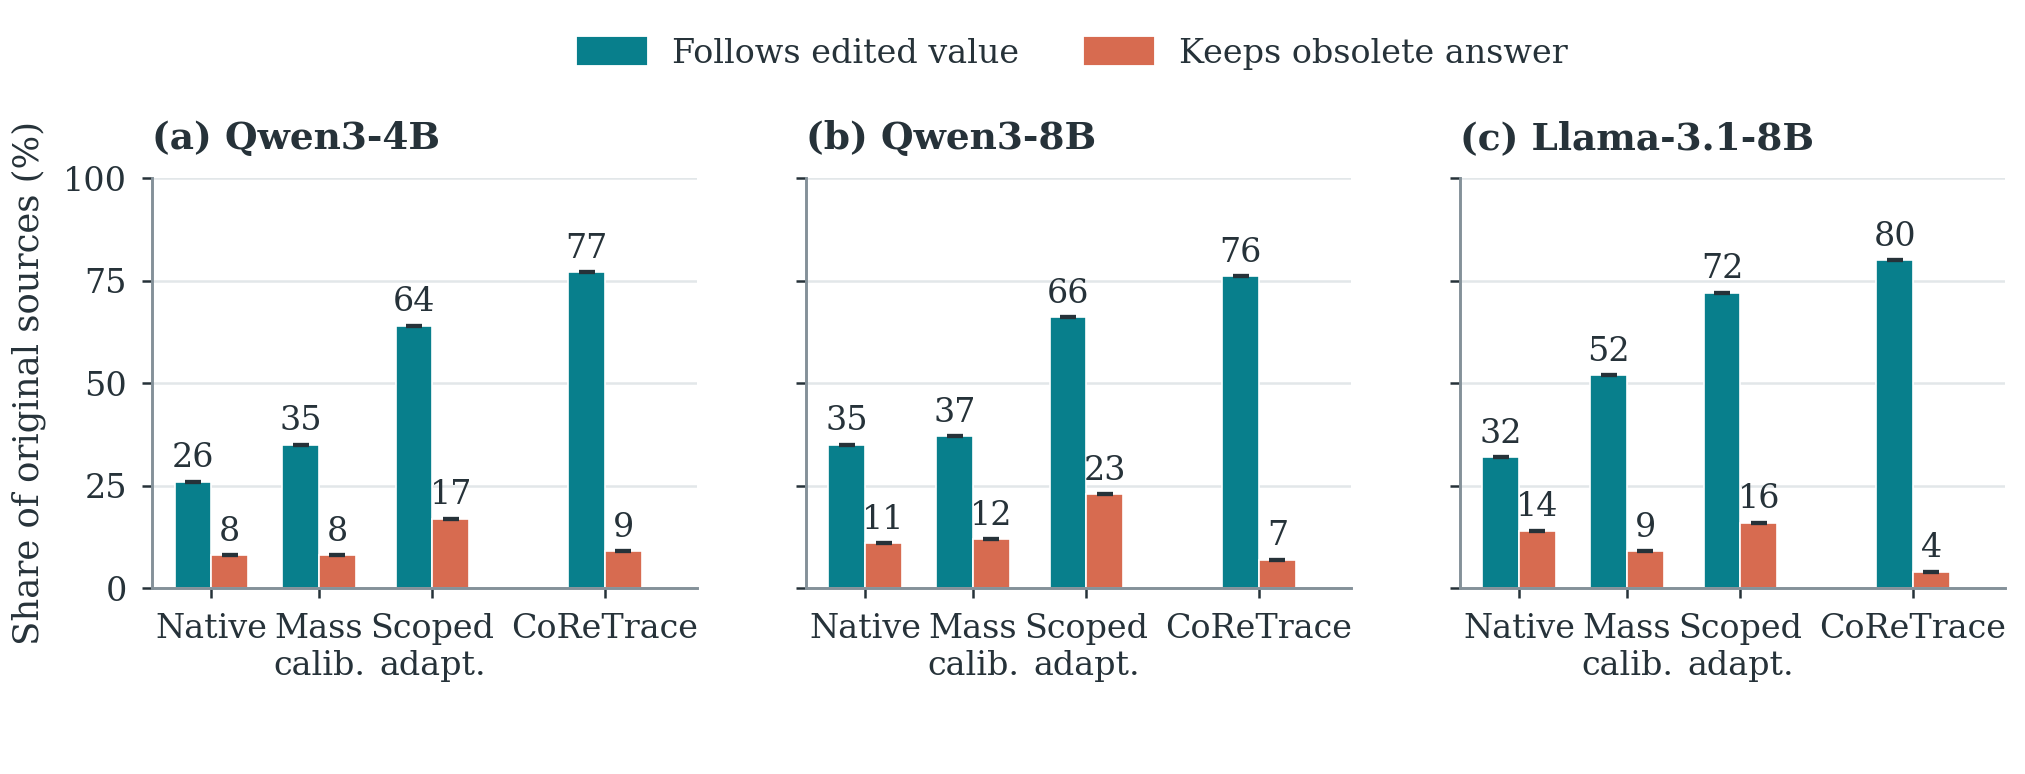 Follows edited value
Keeps obsolete answer
Share of original sources (%)
(a) Qwen3-4B
100
75
50
25
0
26
8
35
8
64
17
77
9
Native
Mass calib.
Scoped adapt.
CoReTrace
(b) Qwen3-8B
35
11
37
12
66
23
76
7
Native
Mass calib.
Scoped adapt.
CoReTrace
(c) Llama-3.1-8B
32
14
52
9
72
16
80
4
Native
Mass calib.
Scoped adapt.
CoReTrace